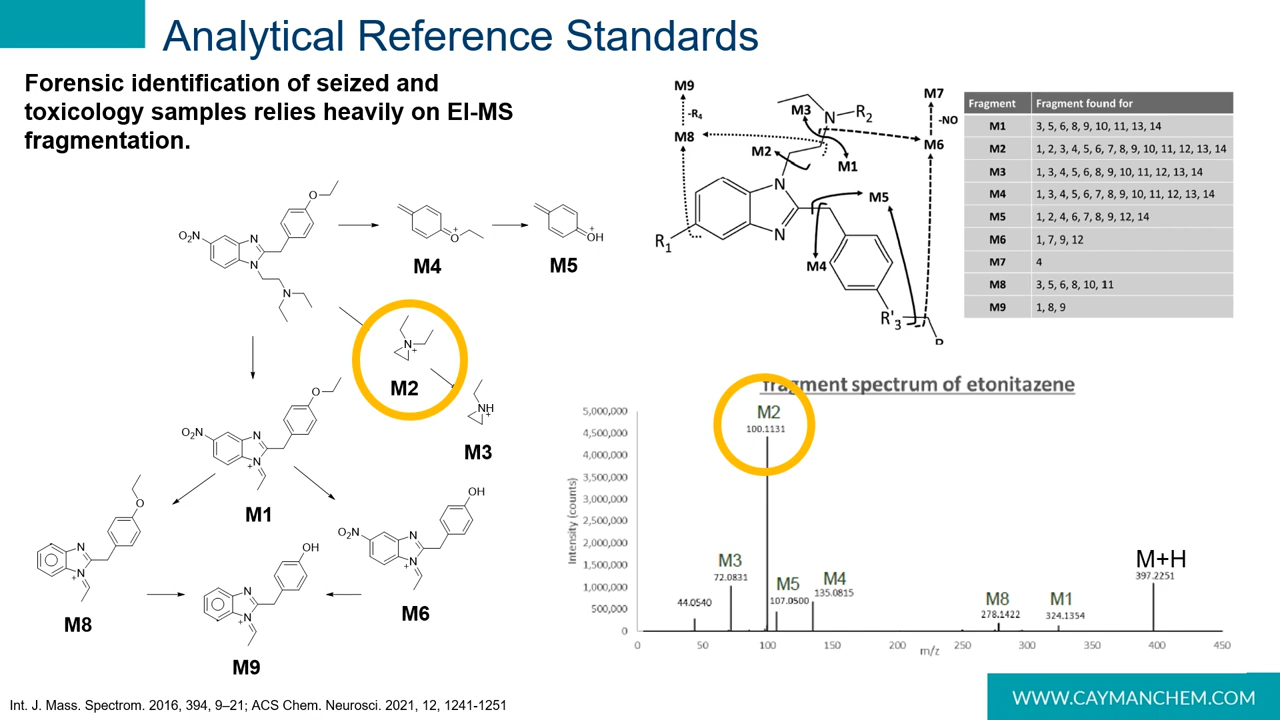 Analytical Reference Standards
Forensic identification of seized and
toxicology samples relies heavily on EI-MS
fragmentation.
O
O₂N
N
N
N
O
+
M4
OH
+
M5
N
+
M2
NH
+
M3
O
O₂N
N
N
+
M1
O
N
N
+
M8
OH
N
N
+
M9
OH
O₂N
N
N
+
M6
M9
-R₄
M8
M3
N
R₂
M2
M1
M7
-NO
M6
N
N
M5
R₁
M4
R'₃
Fragment Fragment found for
M1 3, 5, 6, 8, 9, 10, 11, 13, 14
M2 1, 2, 3, 4, 5, 6, 7, 8, 9, 10, 11, 12, 13, 14
M3 1, 3, 4, 5, 6, 8, 9, 10, 11, 12, 13, 14
M4 1, 3, 4, 5, 6, 7, 8, 9, 10, 11, 12, 13, 14
M5 1, 2, 4, 6, 7, 8, 9, 12, 14
M6 1, 7, 9, 12
M7 4
M8 3, 5, 6, 8, 10, 11
M9 1, 8, 9
fragment spectrum of etonitazene
Intensity (counts)
5,000,000
4,500,000
4,000,000
3,500,000
3,000,000
2,500,000
2,000,000
1,500,000
1,000,000
500,000
0
44.0540
M3
72.0831
M2
100.1131
M5
107.0500
M4
135.0815
M8
278.1422
M1
324.1354
M+H
397.2251
0 50 100 150 200 250 300 350 400 450
m/z
Int. J. Mass. Spectrom. 2016, 394, 9–21; ACS Chem. Neurosci. 2021, 12, 1241-1251
WWW.CAYMANCHEM.COM